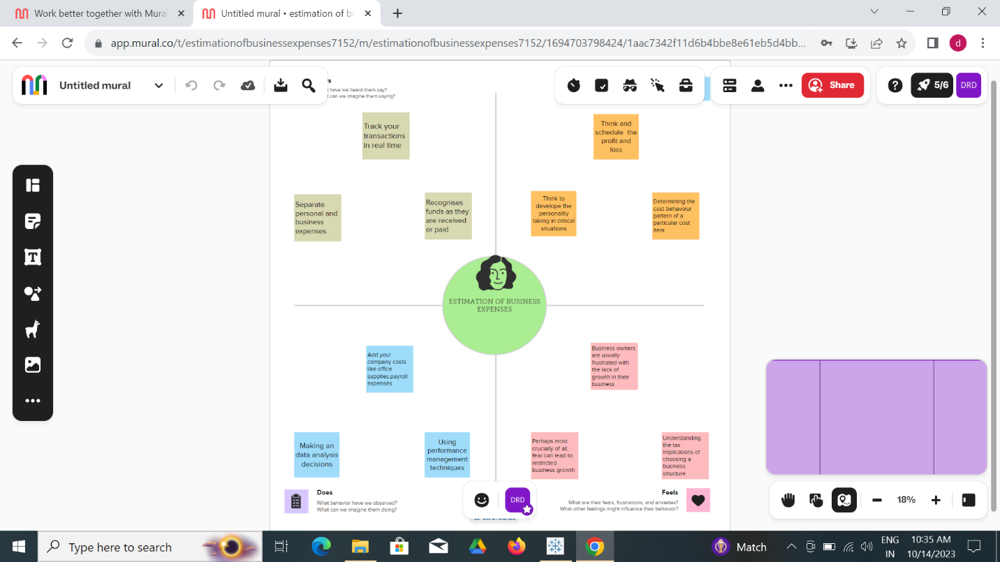 Work better together with Mura
Untitled mural • estimation of bu
app.mural.co/t/estimationofbusinessexpenses7152/m/estimationofbusinessexpenses7152/1694703798424/1aac7342f11d6b4bbe8e61eb5d4bb...
d
Untitled mural
Share
5/6
DRD
have we heard them say?
can we imagine them saying?
Track your
transactions
in real time
Think and
schedule the
profit and
loss
Separate
personal and
business
expenses
Recognises
funds as they
are received
or paid
Think to
develope the
personality
taking in critical
situations
Determining the
cost behavolur
pattern of a
particular cost
item
ESTIMATION OF BUSINESS
EXPENSES
Add your
company costs
like office
supplies,payroll
expenses
Business owners
are usually
frustrated with
the lack of
growth in their
business
Making an
data analysis
decisions
Using
performance
management
techniques
Perhaps most
crucially of all,
fear can lead to
restricted
business growth
Understanding
the tax
implications of
choosing a
business
structure
Does
What behavior have we observed?
What can we imagine them doing?
DRD
Feels
What are their fears, frustrations, and anxieties?
What other feelings might influence their behavior?
18%
Type here to search
Match
ENG
IN
10:35 AM
10/14/2023